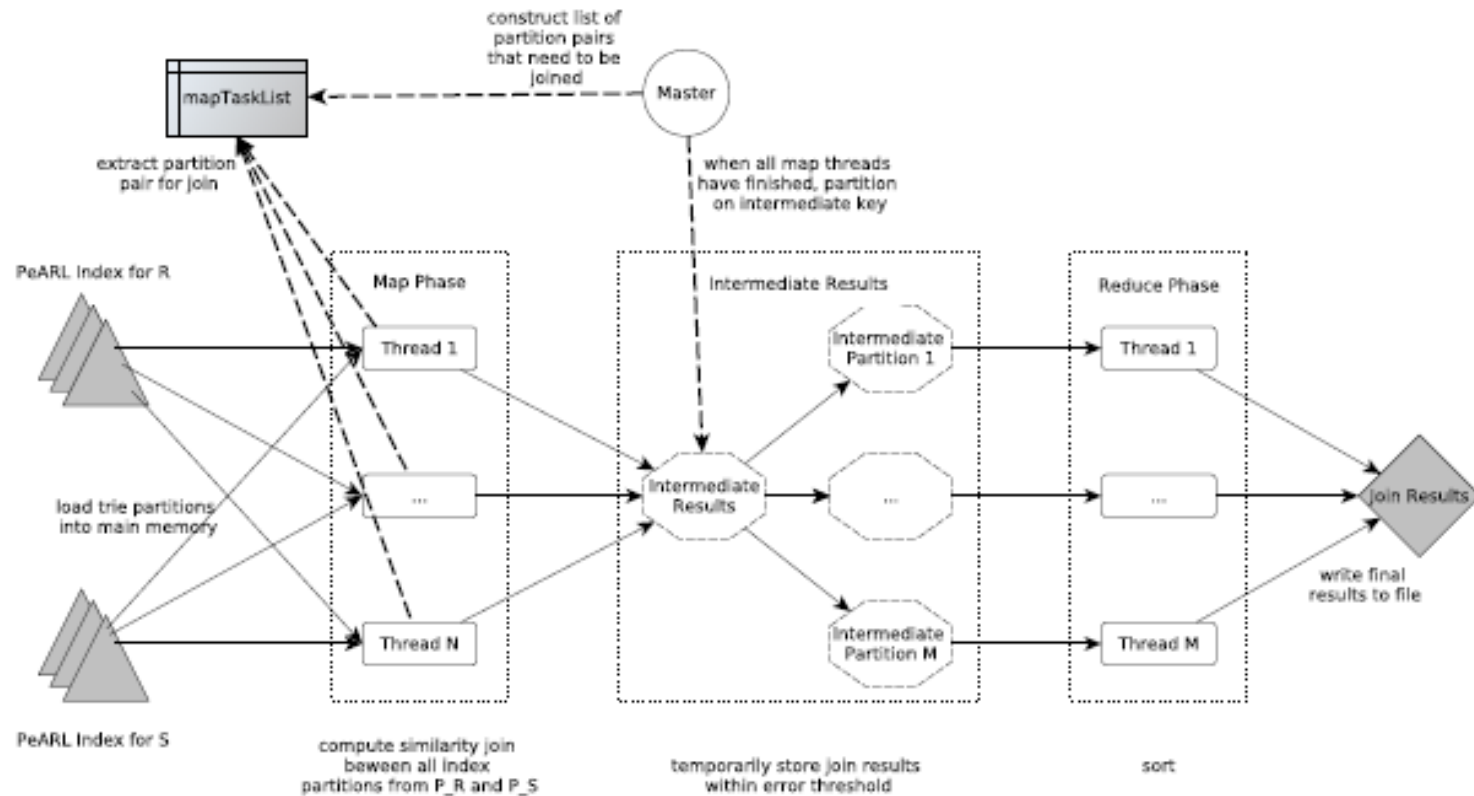 construct list of
partition pairs
that need to be
joined
mapTaskList
Master
extract partition
pair for join
when all map threads
have finished, partition
on intermediate key
PeARL Index for R
Map Phase
Intermediate Results
Reduce Phase
Thread 1
Intermediate
Partition 1
Thread 1
load trie partitions
into main memory
...
Intermediate
Results
...
...
Join Results
write final
results to file
Thread N
Intermediate
Partition M
Thread M
PeARL Index for S
compute similarity join
beween all index
partitions from P_R and P_S
temporarily store join results
within error threshold
sort